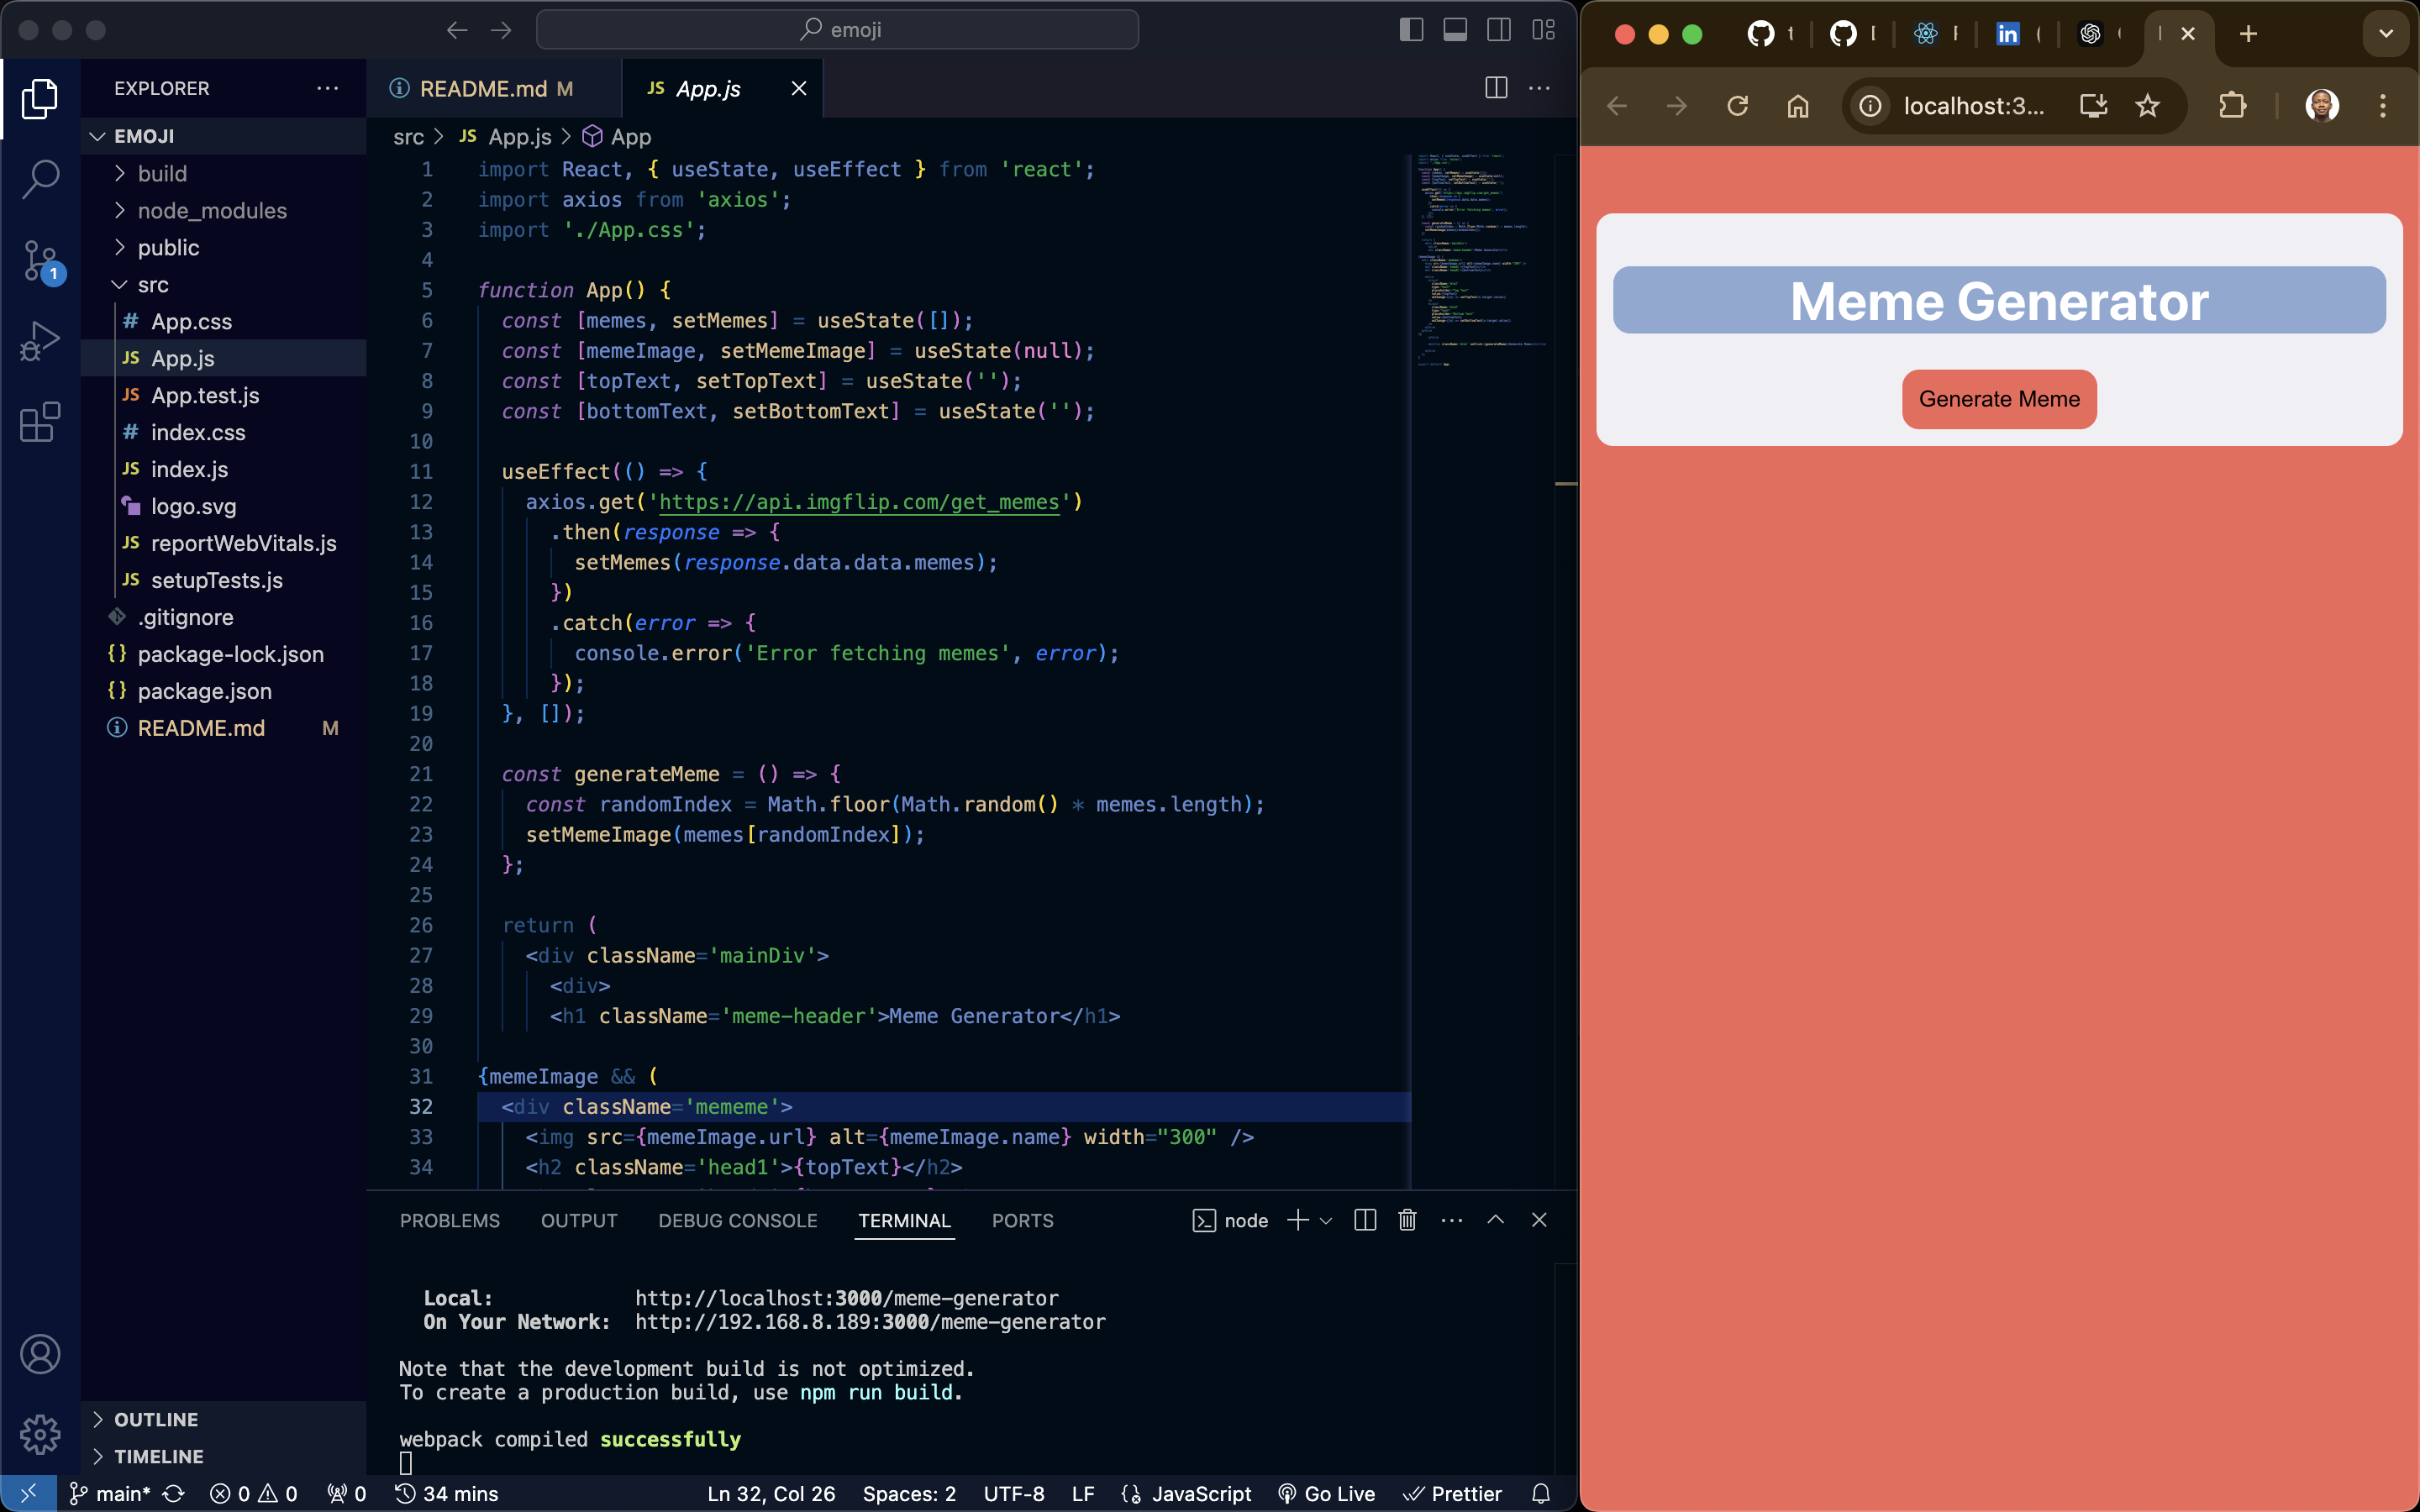 emoji
EXPLORER
EMOJI
build
node_modules
public
src
App.css
App.js
App.test.js
index.css
index.js
logo.svg
reportWebVitals.js
setupTests.js
.gitignore
package-lock.json
package.json
README.md M
OUTLINE
TIMELINE
1
README.md M
JS App.js
src > JS App.js > App
1 import React, { useState, useEffect } from 'react';
2 import axios from 'axios';
3 import './App.css';
4
5 function App() {
6 const [memes, setMemes] = useState([]);
7 const [memeImage, setMemeImage] = useState(null);
8 const [topText, setTopText] = useState('');
9 const [bottomText, setBottomText] = useState('');
10
11 useEffect(() => {
12 axios.get('https://api.imgflip.com/get_memes')
13 .then(response => {
14 setMemes(response.data.data.memes);
15 })
16 .catch(error => {
17 console.error('Error fetching memes', error);
18 });
19 }, []);
20
21 const generateMeme = () => {
22 const randomIndex = Math.floor(Math.random() * memes.length);
23 setMemeImage(memes[randomIndex]);
24 };
25
26 return (
27 <div className='mainDiv'>
28 <div>
29 <h1 className='meme-header'>Meme Generator</h1>
30
31 {memeImage && (
32 <div className='mememe'>
33 <img src={memeImage.url} alt={memeImage.name} width="300" />
34 <h2 className='head1'>{topText}</h2>
PROBLEMS OUTPUT DEBUG CONSOLE TERMINAL PORTS
node
Local: http://localhost:3000/meme-generator
On Your Network: http://192.168.8.189:3000/meme-generator
Note that the development build is not optimized.
To create a production build, use npm run build.
webpack compiled successfully
main* 0 0 0 34 mins
Ln 32, Col 26 Spaces: 2 UTF-8 LF JavaScript Go Live Prettier
localhost:3...
Meme Generator
Generate Meme